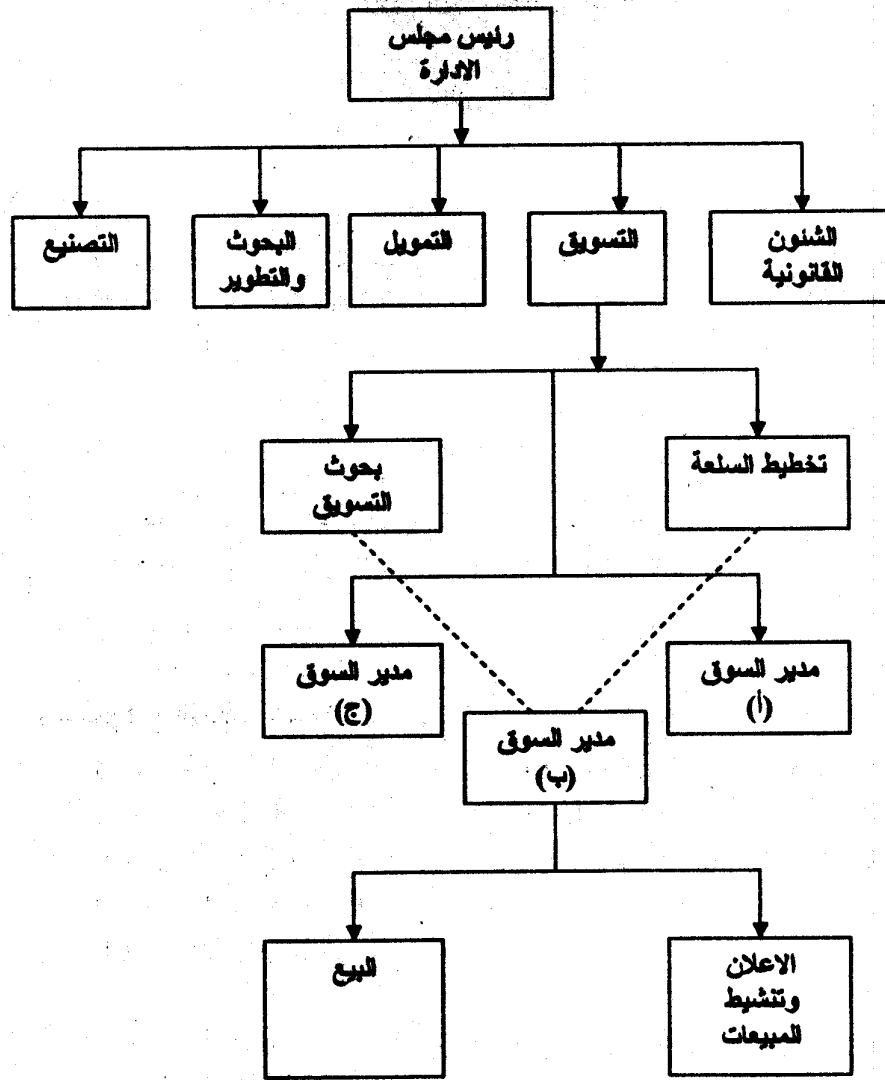 رئيس مجلس
الادارة
الشئون
القانونية
التسويق
التمويل
البحوث
والتطوير
التصنيع
تخطيط السلعة
بحوث
التسويق
مدير السوق
(أ)
مدير السوق
(ب)
مدير السوق
(ج)
الاعلان
وتنشيط
المبيعات
البيع